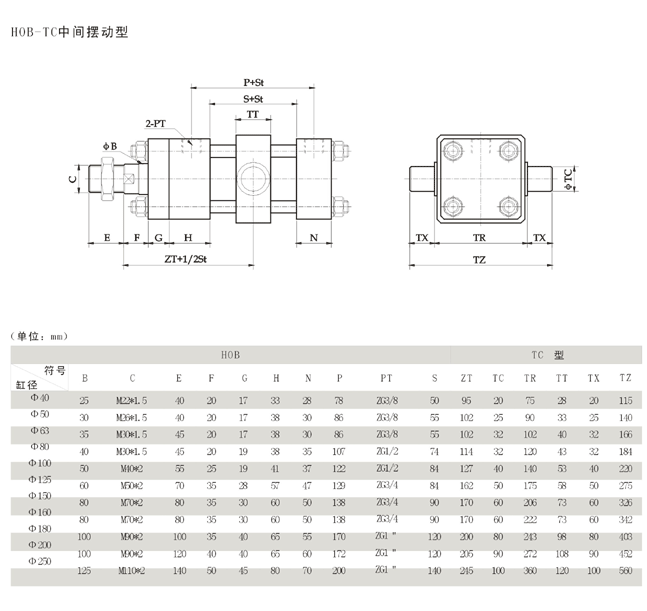 HOB-TC中间摆动型
P+St
S+St
TT
2-PT
φB
C
E F G H N
ZT+1/2St
φTC
TX TR TX
TZ
(单位: mm)
HOB TC 型
符号
缸径
B C E F G H N P PT S ZT TC TR TT TX TZ
Φ40 25 M22*1.5 40 20 17 33 28 78 ZG3/8 50 95 20 75 28 20 115
Φ50 30 M26*1.5 40 20 17 38 30 86 ZG3/8 55 102 25 90 33 25 140
Φ63 35 M30*1.5 45 20 17 38 30 86 ZG3/8 55 102 32 102 40 32 166
Φ80 40 M30*1.5 45 20 19 38 35 107 ZG1/2 74 114 32 120 43 32 184
Φ100 50 M40*2 55 25 19 41 37 122 ZG1/2 84 127 40 140 53 40 220
Φ125 60 M50*2 70 35 28 57 47 129 ZG3/4 84 162 50 175 58 50 275
Φ150 80 M70*2 80 35 30 60 50 138 ZG3/4 90 170 60 206 73 60 326
Φ160 80 M70*2 80 35 30 60 50 138 ZG3/4 90 170 60 222 73 60 342
Φ180 100 M90*2 100 35 40 65 55 170 ZG1" 120 200 80 243 98 80 403
Φ200 100 M90*2 120 40 40 65 60 172 ZG1" 120 205 90 272 108 90 452
Φ250 125 M110*2 140 50 45 80 70 200 ZG1" 140 245 100 360 120 100 560